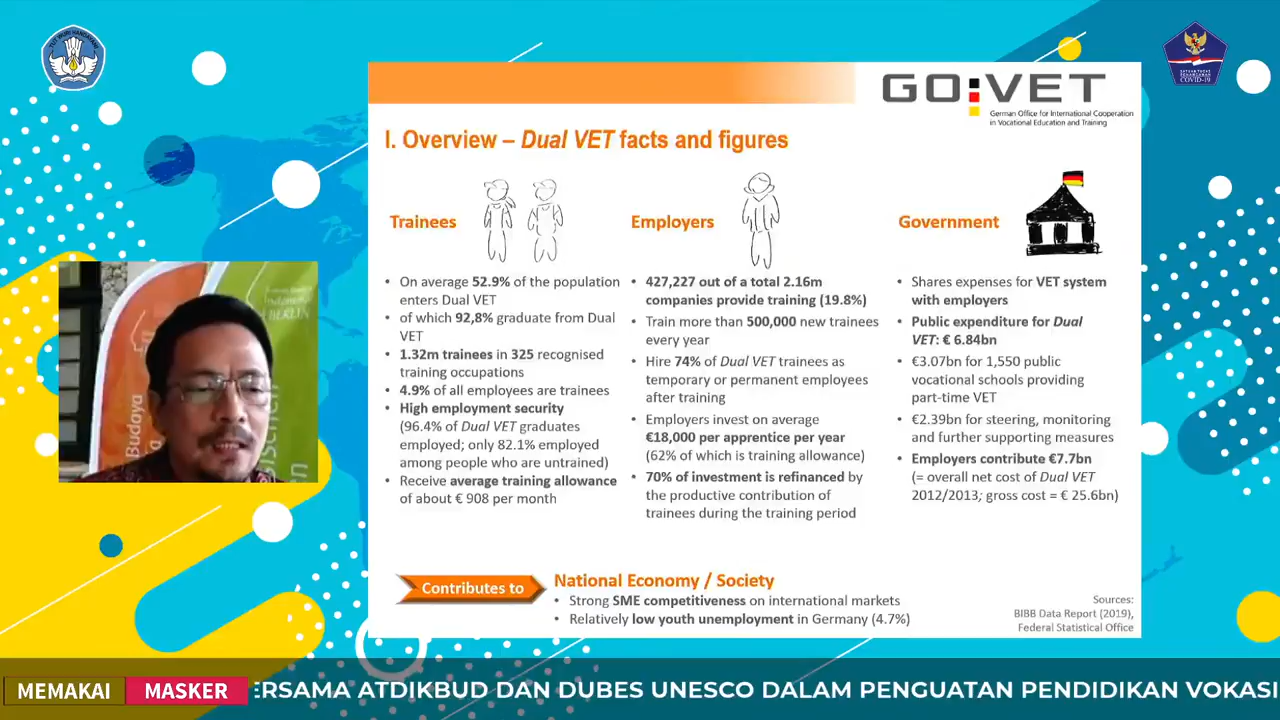 TUT WURI HANDAYANI
SATUAN TUGAS
PENANGANAN
COVID-19
GO:VET
German Office for International Cooperation
in Vocational Education and Training
I. Overview – Dual VET facts and figures
Trainees
• On average 52.9% of the population
enters Dual VET
• of which 92,8% graduate from Dual
VET
• 1.32m trainees in 325 recognised
training occupations
• 4.9% of all employees are trainees
• High employment security
(96.4% of Dual VET graduates
employed; only 82.1% employed
among people who are untrained)
• Receive average training allowance
of about € 908 per month
Employers
• 427,227 out of a total 2.16m
companies provide training (19.8%)
• Train more than 500,000 new trainees
every year
• Hire 74% of Dual VET trainees as
temporary or permanent employees
after training
• Employers invest on average
€18,000 per apprentice per year
(62% of which is training allowance)
• 70% of investment is refinanced by
the productive contribution of
trainees during the training period
Government
• Shares expenses for VET system
with employers
• Public expenditure for Dual
VET: € 6.84bn
• €3.07bn for 1,550 public
vocational schools providing
part-time VET
• €2.39bn for steering, monitoring
and further supporting measures
• Employers contribute €7.7bn
(= overall net cost of Dual VET
2012/2013; gross cost = € 25.6bn)
Contributes to
National Economy / Society
• Strong SME competitiveness on international markets
• Relatively low youth unemployment in Germany (4.7%)
Sources:
BIBB Data Report (2019),
Federal Statistical Office
Budaya
BERLIN
MEMAKAI MASKER
ERSAMA ATDIKBUD DAN DUBES UNESCO DALAM PENGUATAN PENDIDIKAN VOKASI